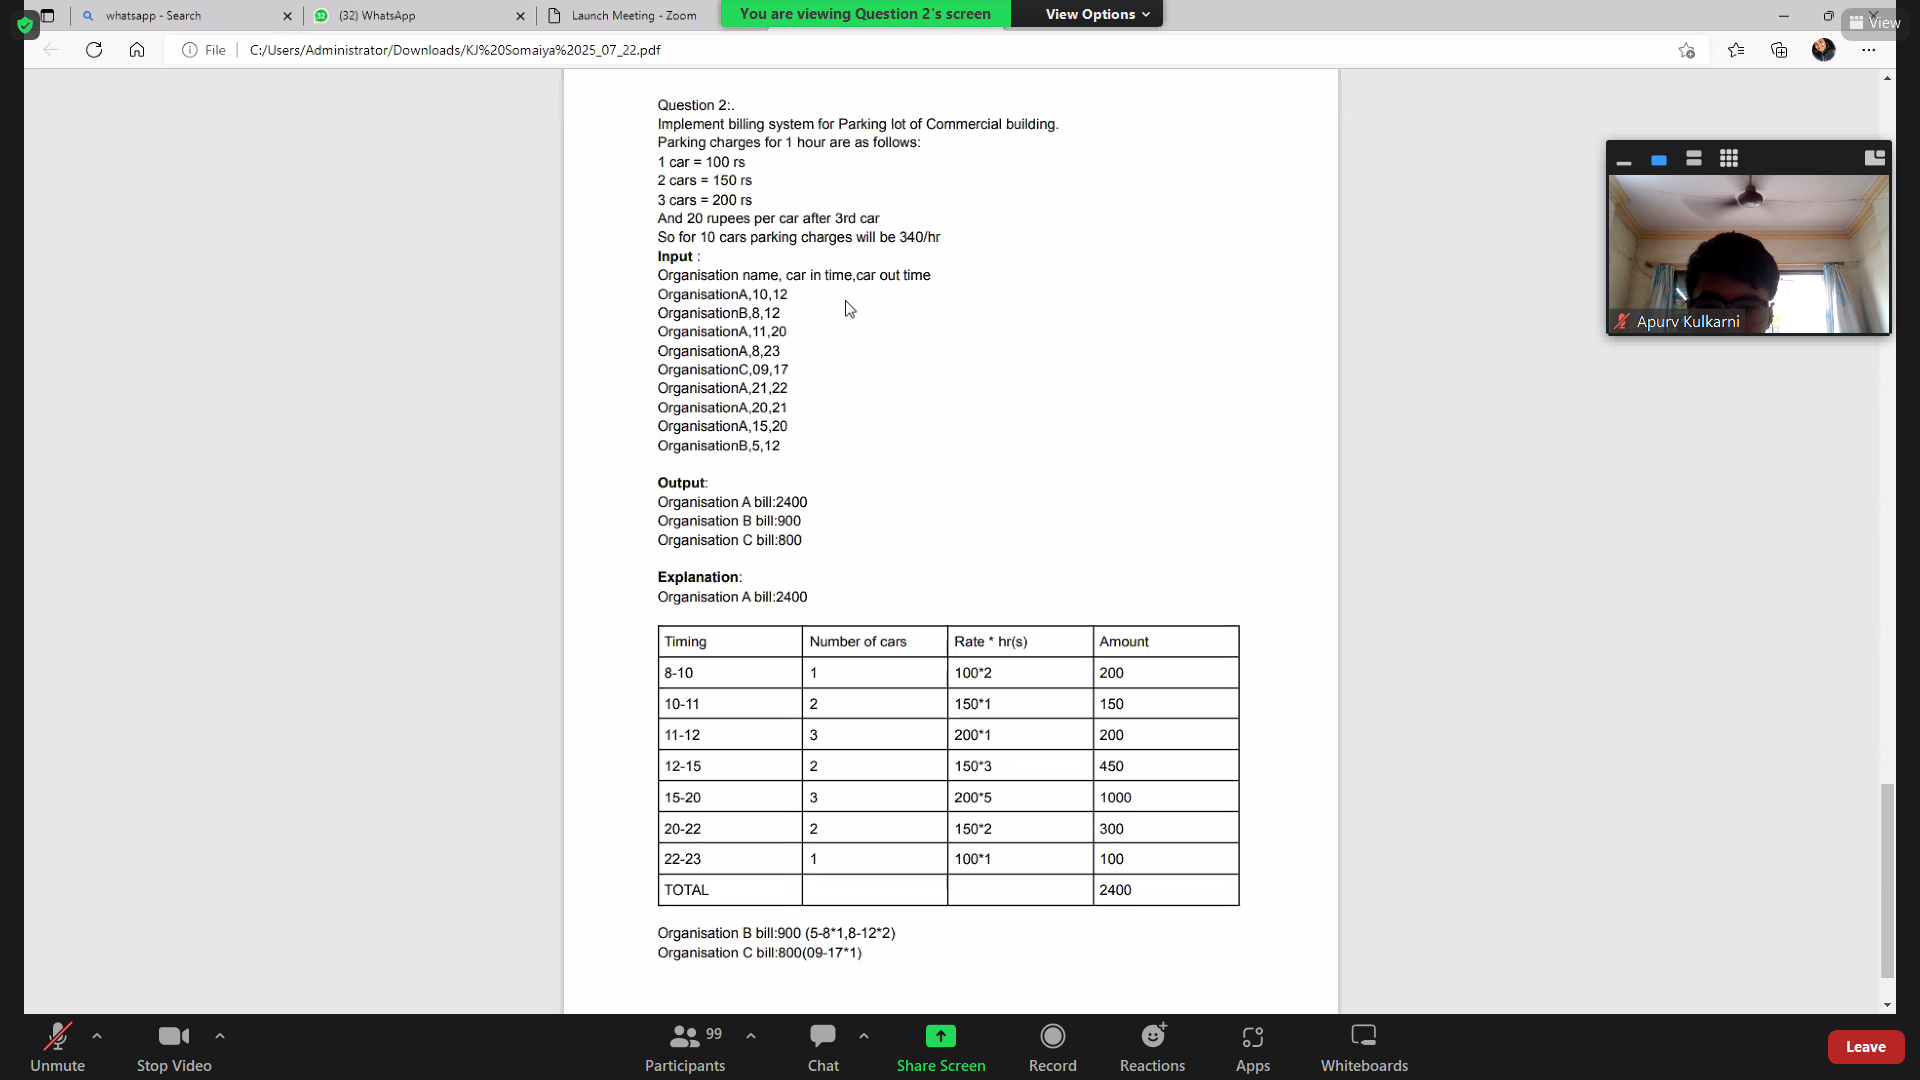 whatsapp - Search
(32) WhatsApp
Launch Meeting - Zoom
You are viewing Question 2's screen
View Options
View
File
C:/Users/Administrator/Downloads/KJ%20Somaiya%2025_07_22.pdf
Question 2:.
Implement billing system for Parking lot of Commercial building.
Parking charges for 1 hour are as follows:
1 car = 100 rs
2 cars = 150 rs
3 cars = 200 rs
And 20 rupees per car after 3rd car
So for 10 cars parking charges will be 340/hr
Input :
Organisation name, car in time,car out time
OrganisationA,10,12
OrganisationB,8,12
OrganisationA,11,20
OrganisationA,8,23
OrganisationC,09,17
OrganisationA,21,22
OrganisationA,20,21
OrganisationA,15,20
OrganisationB,5,12
Output:
Organisation A bill:2400
Organisation B bill:900
Organisation C bill:800
Explanation:
Organisation A bill:2400
Timing Number of cars Rate * hr(s) Amount
8-10 1 100*2 200
10-11 2 150*1 150
11-12 3 200*1 200
12-15 2 150*3 450
15-20 3 200*5 1000
20-22 2 150*2 300
22-23 1 100*1 100
TOTAL 2400
Organisation B bill:900 (5-8*1,8-12*2)
Organisation C bill:800(09-17*1)
Apurv Kulkarni
Unmute
Stop Video
99
Participants
Chat
Share Screen
Record
Reactions
Apps
Whiteboards
Leave